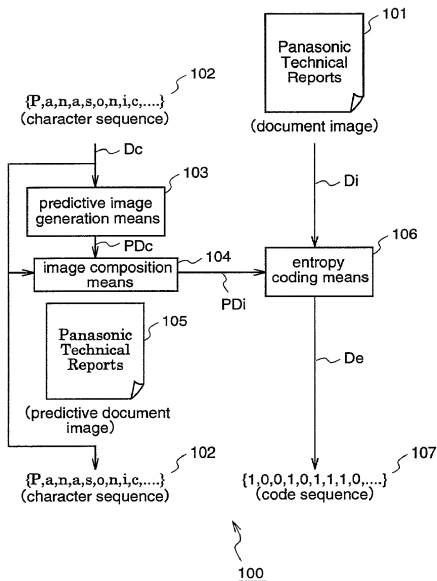 101
Panasonic
Technical
Reports
(document image)
102
{P,a,n,a,s,o,n,i,c,....}
(character sequence)
Dc
103
predictive image
generation means
PDc
104
image composition
means
Di
106
entropy
coding means
PDi
105
Panasonic
Technical
Reports
(predictive document
image)
De
102
{P,a,n,a,s,o,n,i,c,....}
(character sequence)
107
{1,0,0,1,0,1,1,1,0,....}
(code sequence)
100